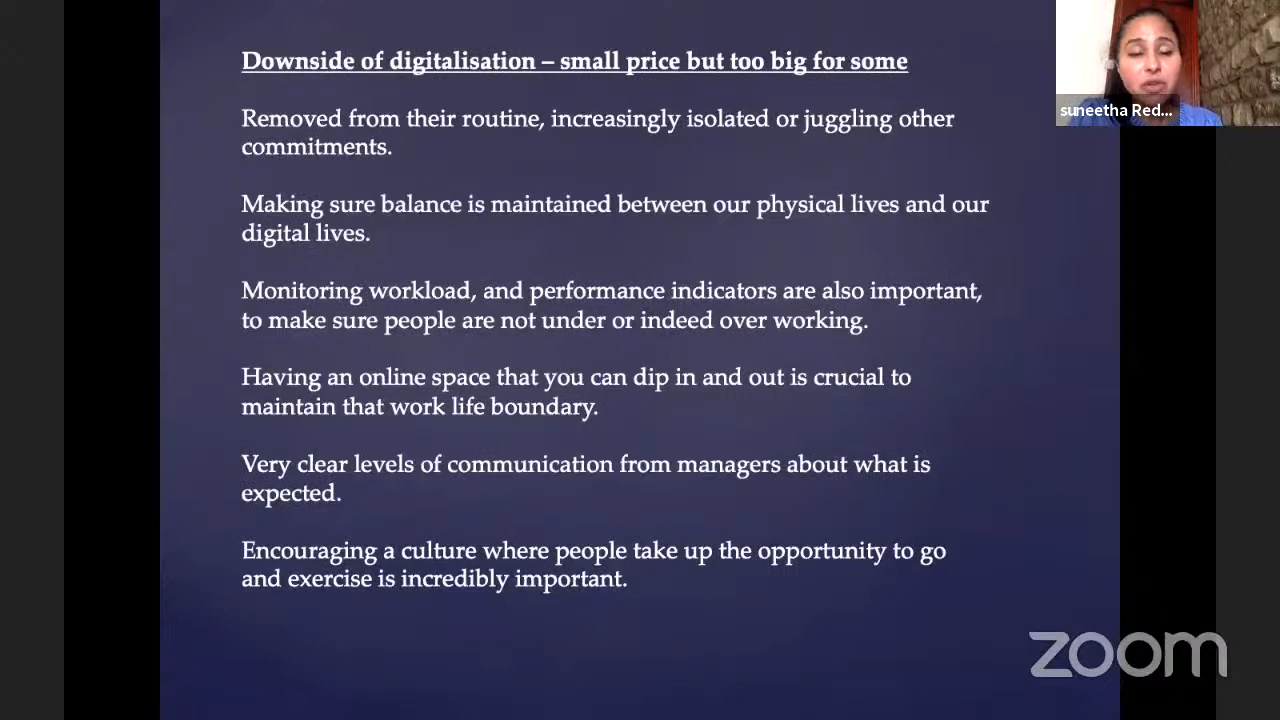 Downside of digitalisation – small price but too big for some
Removed from their routine, increasingly isolated or juggling other
commitments.
Making sure balance is maintained between our physical lives and our
digital lives.
Monitoring workload, and performance indicators are also important,
to make sure people are not under or indeed over working.
Having an online space that you can dip in and out is crucial to
maintain that work life boundary.
Very clear levels of communication from managers about what is
expected.
Encouraging a culture where people take up the opportunity to go
and exercise is incredibly important.
suneetha Red...
zoom